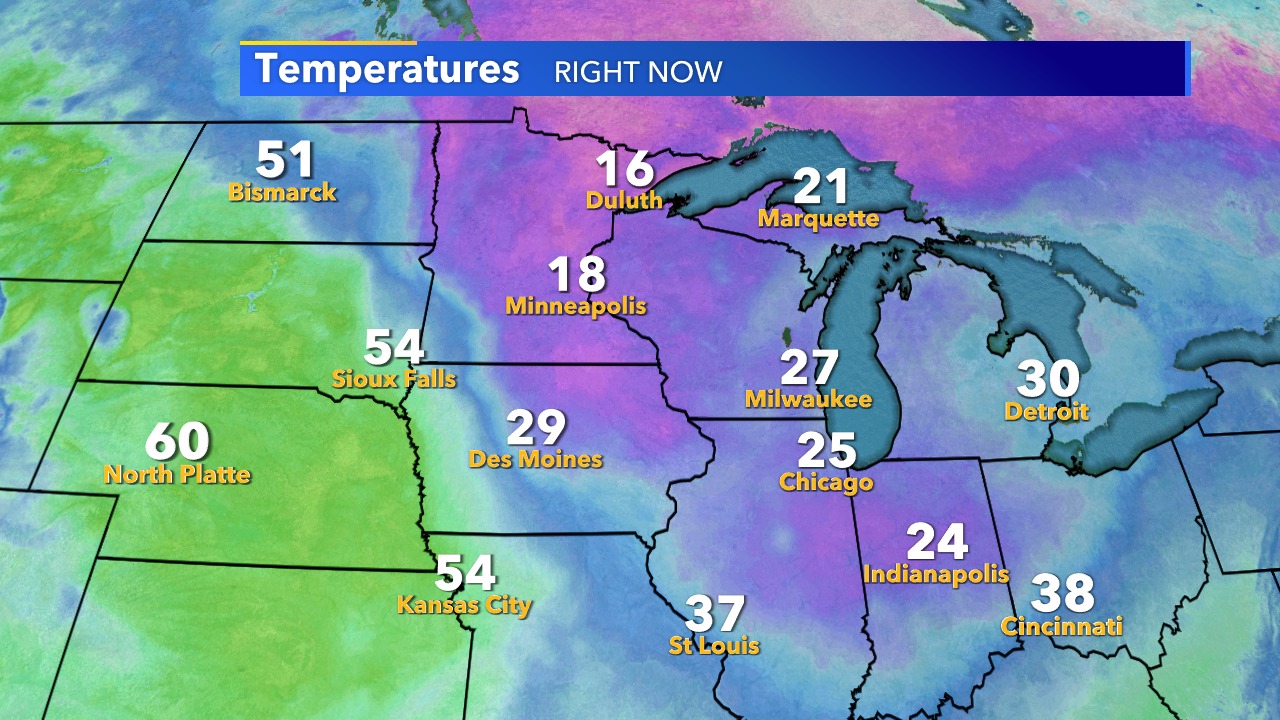 Temperatures RIGHT NOW
51
Bismarck
16
Duluth
21
Marquette
18
Minneapolis
54
Sioux Falls
27
Milwaukee
30
Detroit
60
North Platte
29
Des Moines
25
Chicago
24
Indianapolis
54
Kansas City
38
Cincinnati
37
St Louis